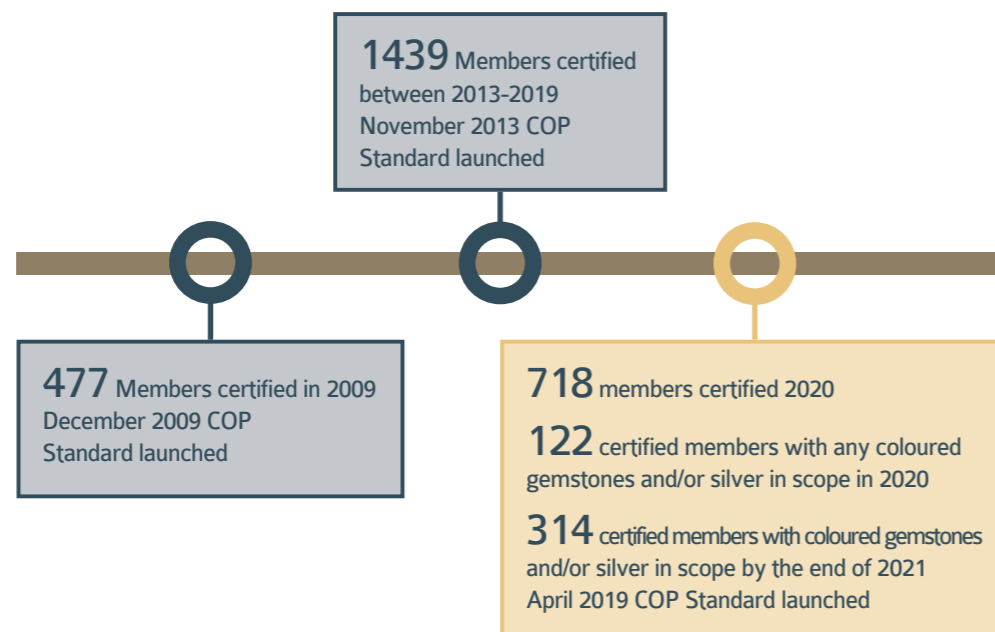 1439 Members certified
between 2013-2019
November 2013 COP
Standard launched
477 Members certified in 2009
December 2009 COP
Standard launched
718 members certified 2020
122 certified members with any coloured
gemstones and/or silver in scope in 2020
314 certified members with coloured gemstones
and/or silver in scope by the end of 2021
April 2019 COP Standard launched